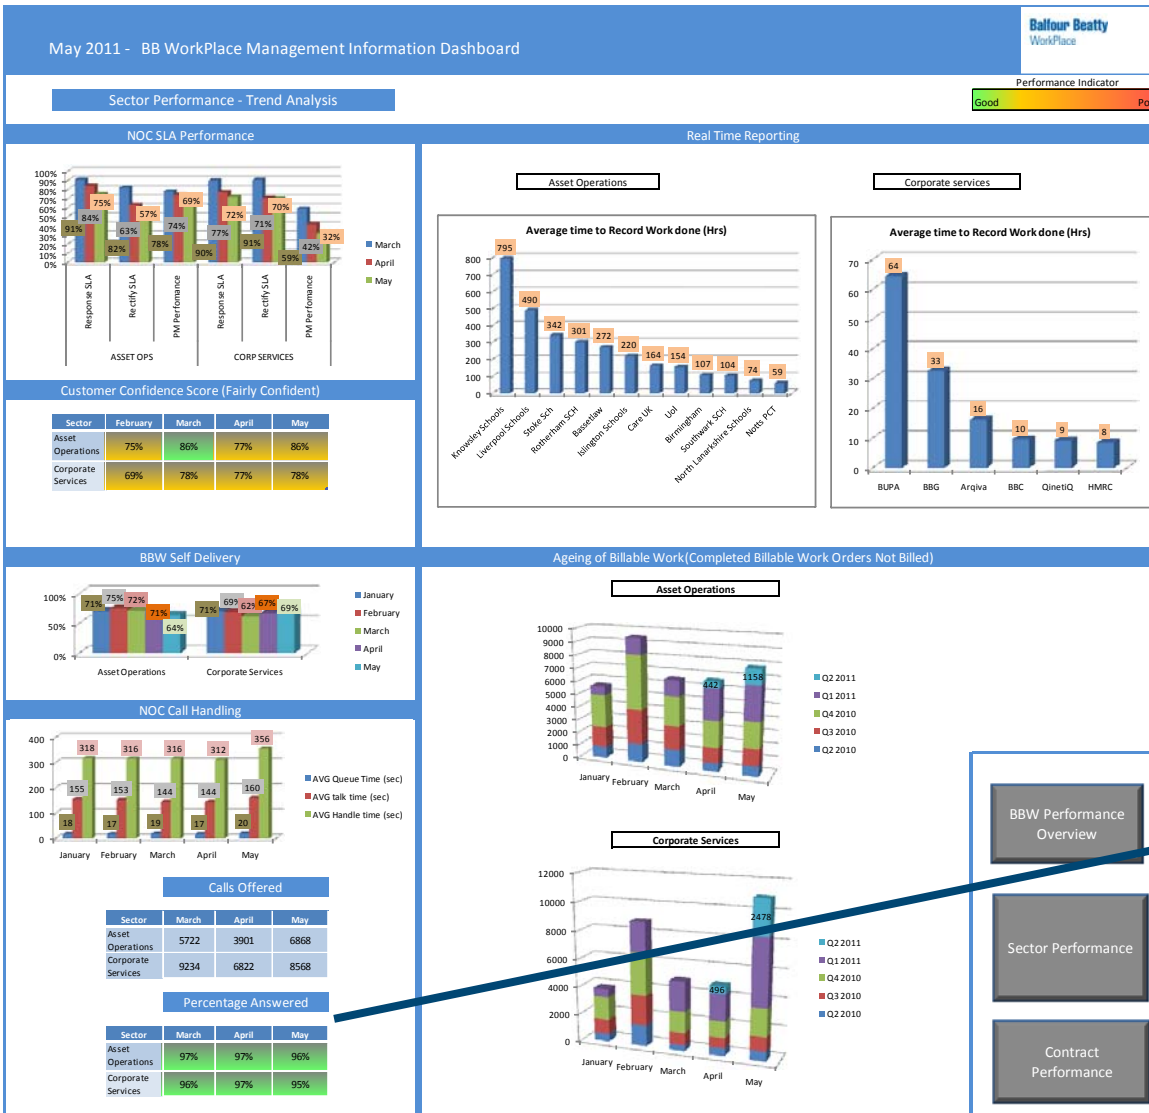 May 2011 - BB WorkPlace Management Information Dashboard
Balfour Beatty
WorkPlace
Sector Performance - Trend Analysis
Performance Indicator
Good
Po
NOC SLA Performance
100%
90%
80%
70%
60%
50%
40%
30%
20%
10%
0%
91%
84%
75%
82%
63%
57%
78%
74%
69%
90%
77%
72%
91%
71%
70%
59%
42%
32%
March
April
May
Response SLA
Rectify SLA
PM Perfomance
Response SLA
Rectify SLA
PM Perfomance
ASSET OPS
CORP SERVICES
Real Time Reporting
Asset Operations
Average time to Record Work done (Hrs)
800
700
600
500
400
300
200
100
0
795
490
342
301
272
220
164
154
107
104
74
59
Knowsley Schools
Liverpool Schools
Stoke Sch
Rotherham SCH
Bassetlaw
Islington Schools
Care UK
UoI
Birmingham
Southwark SCH
North Lanarkshire Schools
Notts PCT
Corporate services
Average time to Record Work done (Hrs)
70
60
50
40
30
20
10
0
64
33
16
10
9
8
BUPA
BBG
Arqiva
BBC
QinetiQ
HMRC
Customer Confidence Score (Fairly Confident)
Sector February March April May
Asset Operations 75% 86% 77% 86%
Corporate Services 69% 78% 77% 78%
BBW Self Delivery
100%
50%
0%
71%
75%
72%
71%
64%
71%
69%
62%
67%
69%
Asset Operations
Corporate Services
January
February
March
April
May
NOC Call Handling
400
300
200
100
0
18
155
318
17
153
316
19
144
316
17
144
312
20
160
356
January
February
March
April
May
AVG Queue Time (sec)
AVG talk time (sec)
AVG Handle time (sec)
Calls Offered
Sector March April May
Asset Operations 5722 3901 6868
Corporate Services 9234 6822 8568
Percentage Answered
Sector March April May
Asset Operations 97% 97% 96%
Corporate Services 96% 97% 95%
Ageing of Billable Work(Completed Billable Work Orders Not Billed)
Asset Operations
10000
9000
8000
7000
6000
5000
4000
3000
2000
1000
0
442
1158
January
February
March
April
May
Q2 2011
Q1 2011
Q4 2010
Q3 2010
Q2 2010
Corporate Services
12000
10000
8000
6000
4000
2000
0
496
2478
January
February
March
April
May
Q2 2011
Q1 2011
Q4 2010
Q3 2010
Q2 2010
BBW Performance
Overview
Sector Performance
Contract
Performance